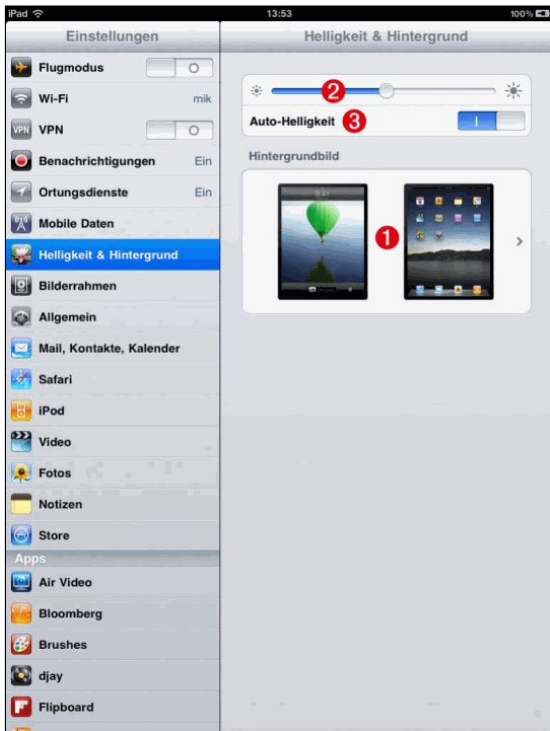 iPad 13:53 100%
Einstellungen
Flugmodus
Wi-Fi mik
VPN VPN
Benachrichtigungen Ein
Ortungsdienste Ein
Mobile Daten
Helligkeit & Hintergrund
Bilderrahmen
Allgemein
Mail, Kontakte, Kalender
Safari
iPod
Video
Fotos
Notizen
Store
Apps
Air Video
Bloomberg
Brushes
djay
Flipboard
Helligkeit & Hintergrund
2
Auto-Helligkeit 3
Hintergrundbild
9:41
1